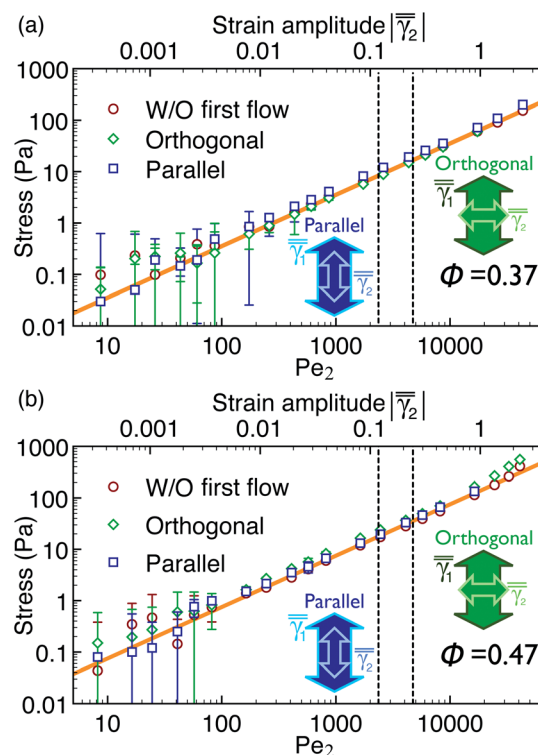 (a)
Strain amplitude |γ̿₂|
0.001 0.01 0.1 1
1000
100
10
1
0.1
0.01
Stress (Pa)
W/O first flow
Orthogonal
Parallel
Parallel
γ̿₁
γ̿₂
Orthogonal
γ̿₁
γ̿₂
Φ =0.37
10 100 1000 10000
Pe₂
(b)
Strain amplitude |γ̿₂|
0.001 0.01 0.1 1
1000
100
10
1
0.1
0.01
Stress (Pa)
W/O first flow
Orthogonal
Parallel
Parallel
γ̿₁
γ̿₂
Orthogonal
γ̿₁
γ̿₂
Φ =0.47
10 100 1000 10000
Pe₂